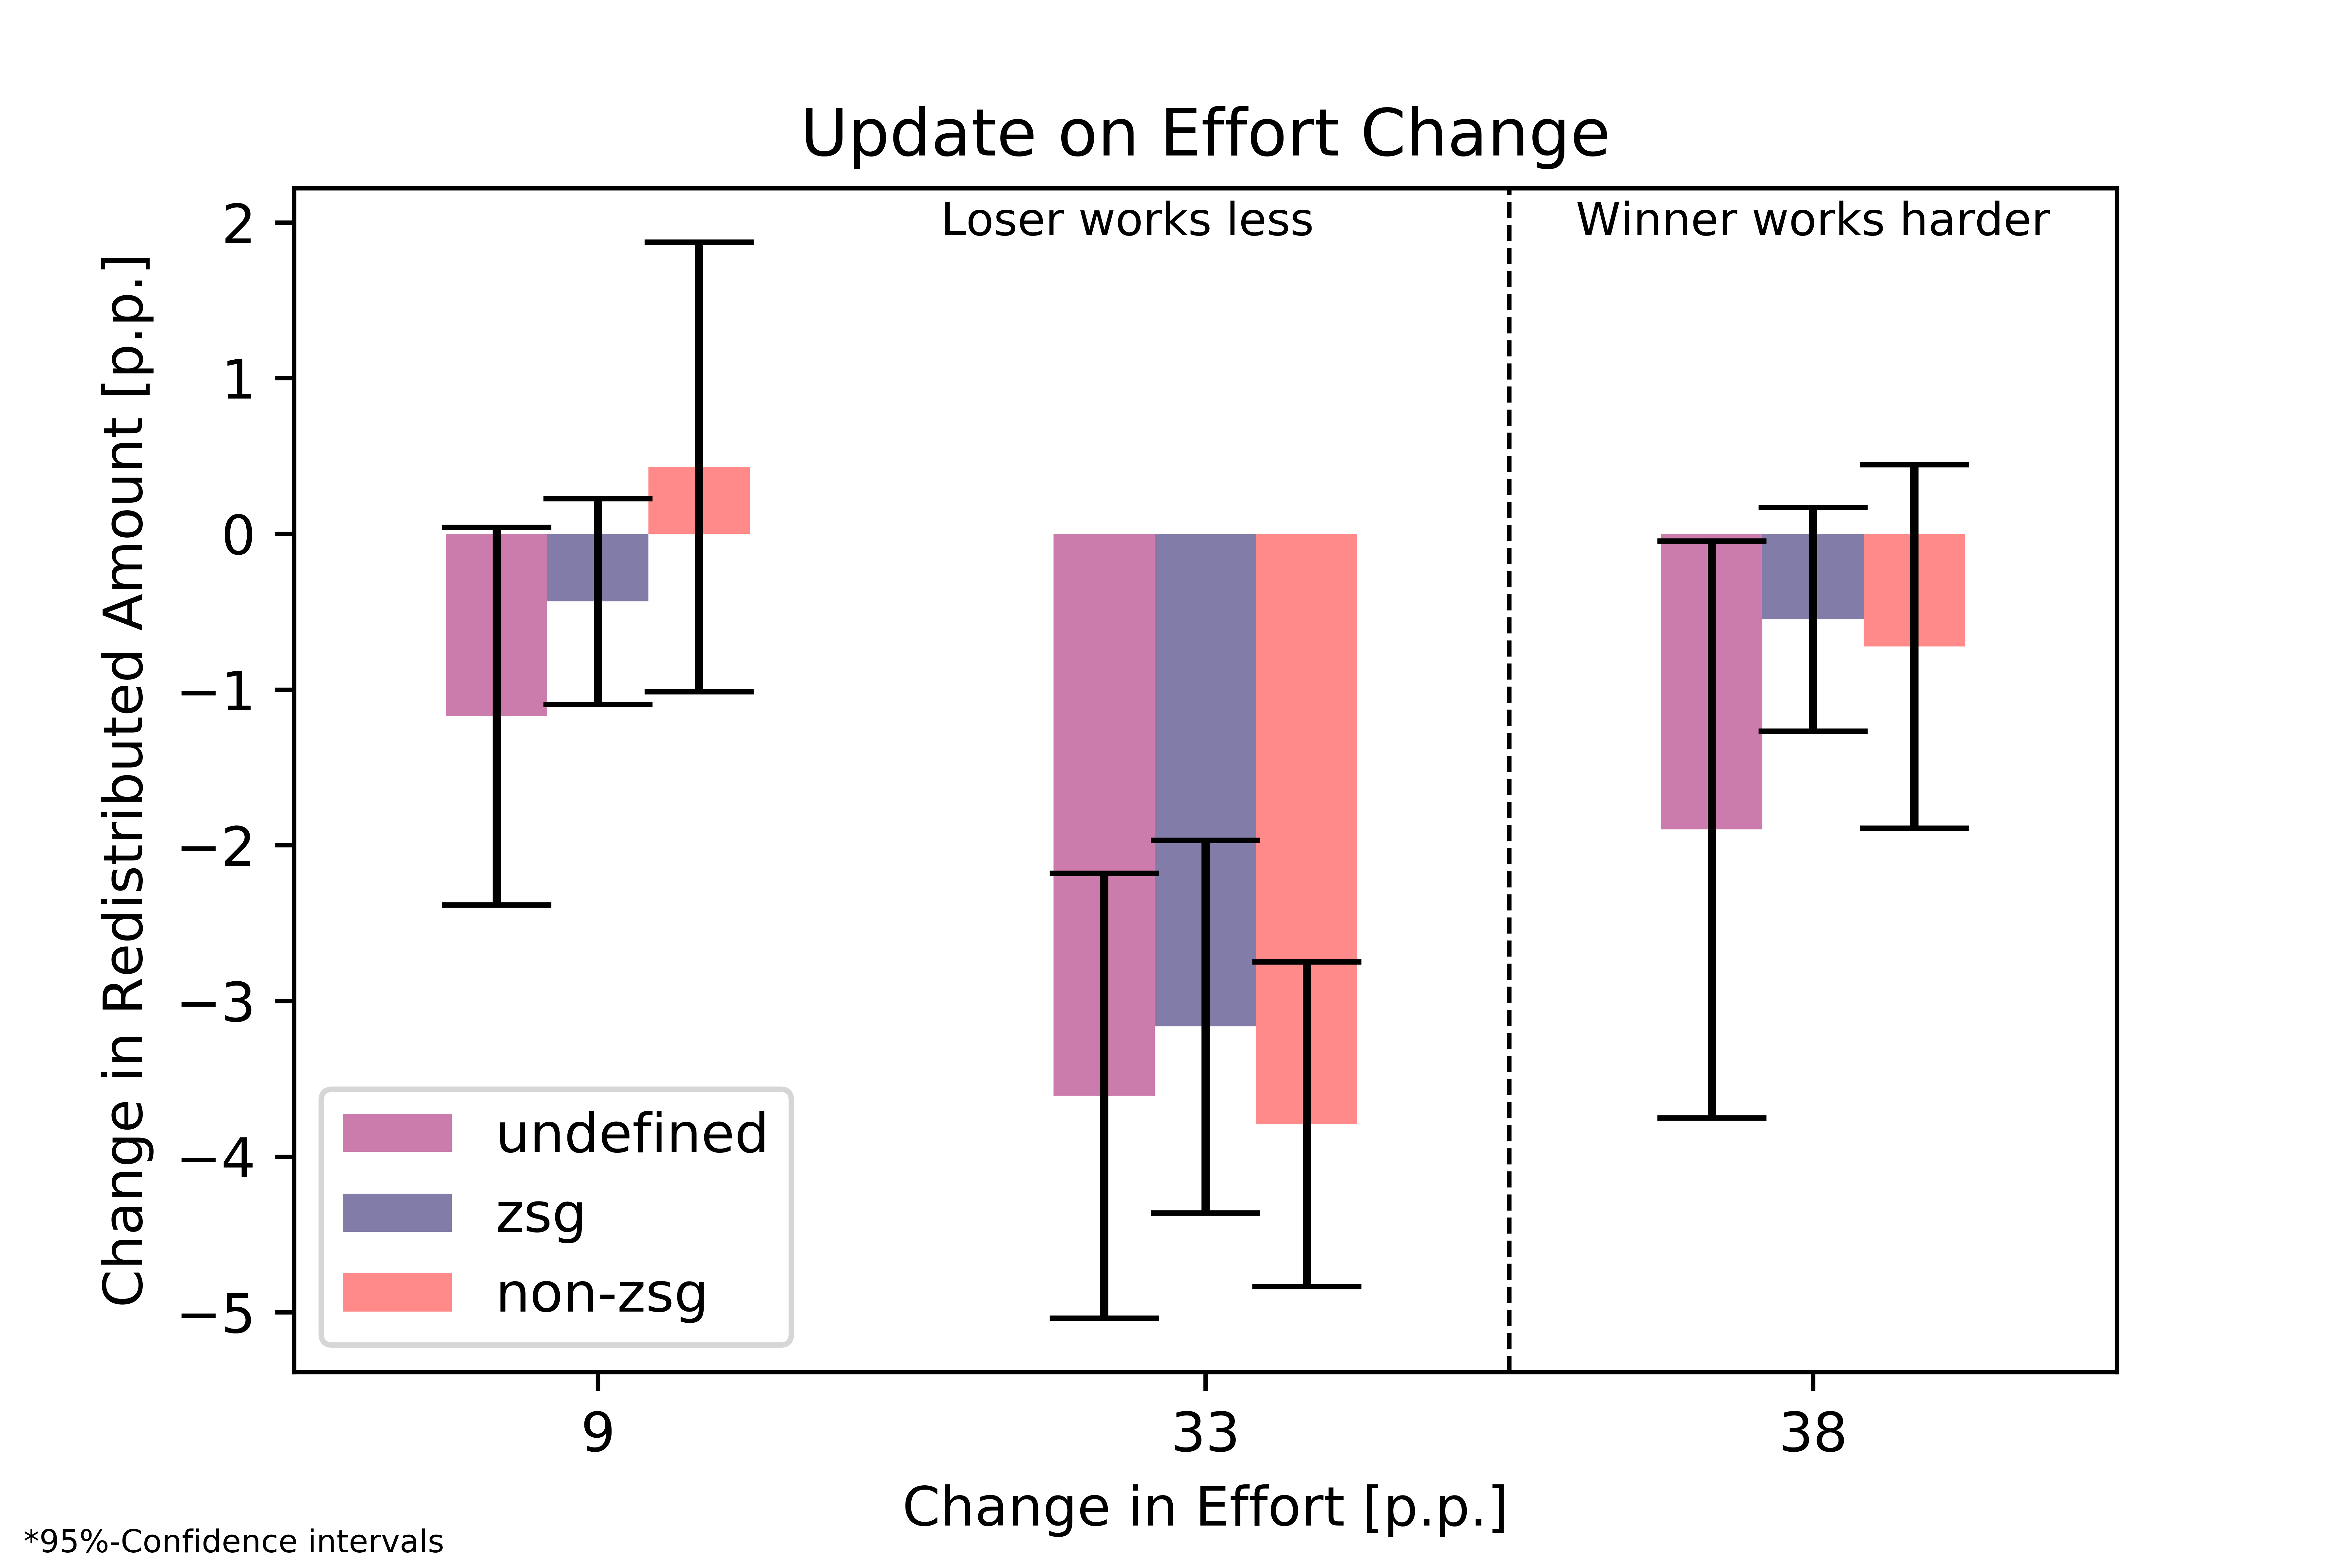 Update on Effort Change
Loser works less
Winner works harder
Change in Redistributed Amount [p.p.]
2
1
0
−1
−2
−3
−4
−5
undefined
zsg
non-zsg
9
33
38
Change in Effort [p.p.]
*95%-Confidence intervals